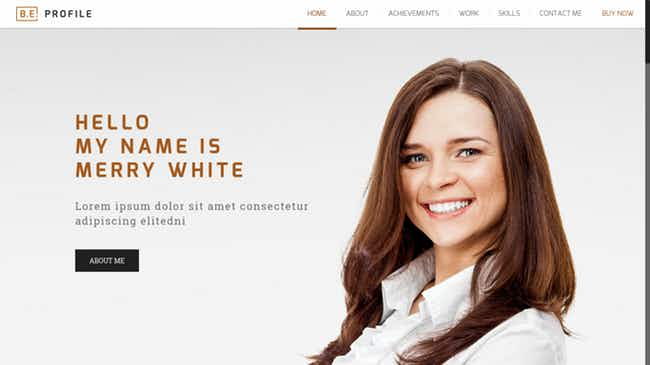 B.E PROFILE
HOME ABOUT ACHIEVEMENTS WORK SKILLS CONTACT ME BUY NOW
HELLO
MY NAME IS
MERRY WHITE
Lorem ipsum dolor sit amet consectetur
adipiscing elitedni
ABOUT ME